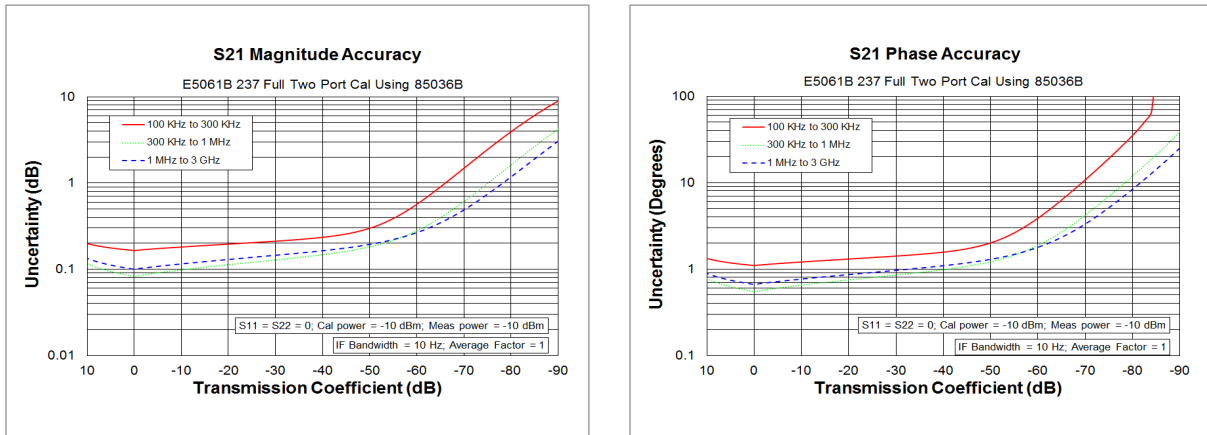 S21 Magnitude Accuracy
E5061B 237 Full Two Port Cal Using 85036B
Uncertainty (dB)
10
1
0.1
0.01
100 KHz to 300 KHz
300 KHz to 1 MHz
1 MHz to 3 GHz
S11 = S22 = 0; Cal power = -10 dBm; Meas power = -10 dBm
IF Bandwidth = 10 Hz; Average Factor = 1
10 0 -10 -20 -30 -40 -50 -60 -70 -80 -90
Transmission Coefficient (dB)
S21 Phase Accuracy
E5061B 237 Full Two Port Cal Using 85036B
Uncertainty (Degrees)
100
10
1
0.1
100 KHz to 300 KHz
300 KHz to 1 MHz
1 MHz to 3 GHz
S11 = S22 = 0; Cal power = -10 dBm; Meas power = -10 dBm
IF Bandwidth = 10 Hz; Average Factor = 1
10 0 -10 -20 -30 -40 -50 -60 -70 -80 -90
Transmission Coefficient (dB)